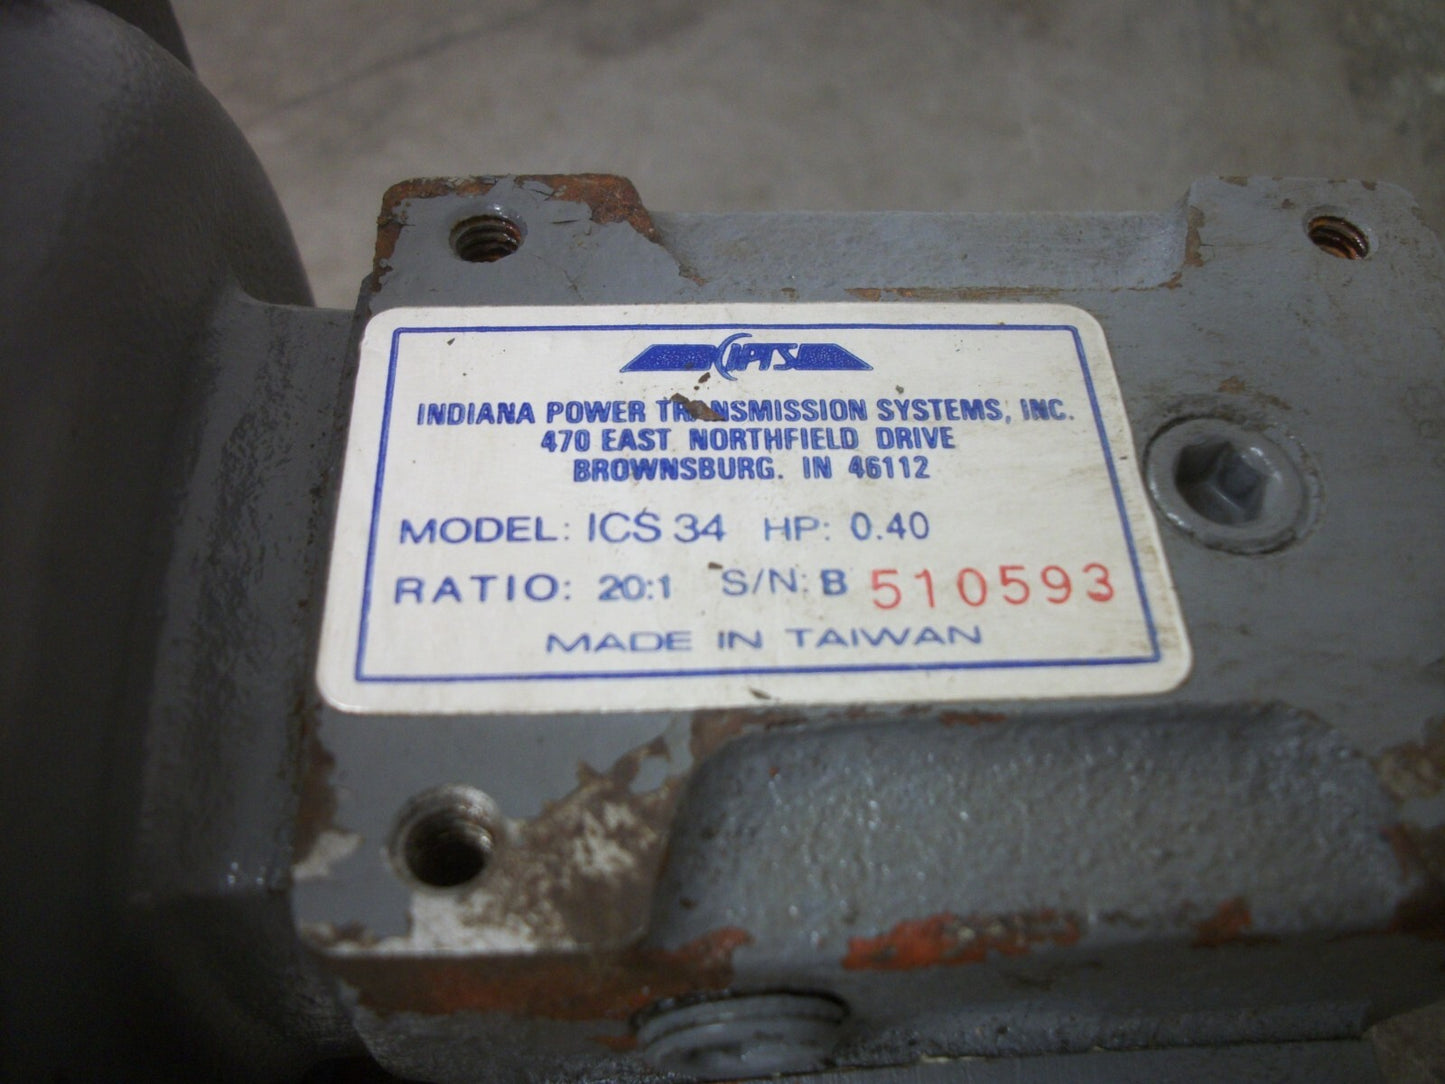 IPTS
INDIANA POWER TRANSMISSION SYSTEMS, INC.
470 EAST NORTHFIELD DRIVE
BROWNSBURG. IN 46112
MODEL: ICS 34 HP: 0.40
RATIO: 20:1 S/N: B 510593
MADE IN TAIWAN